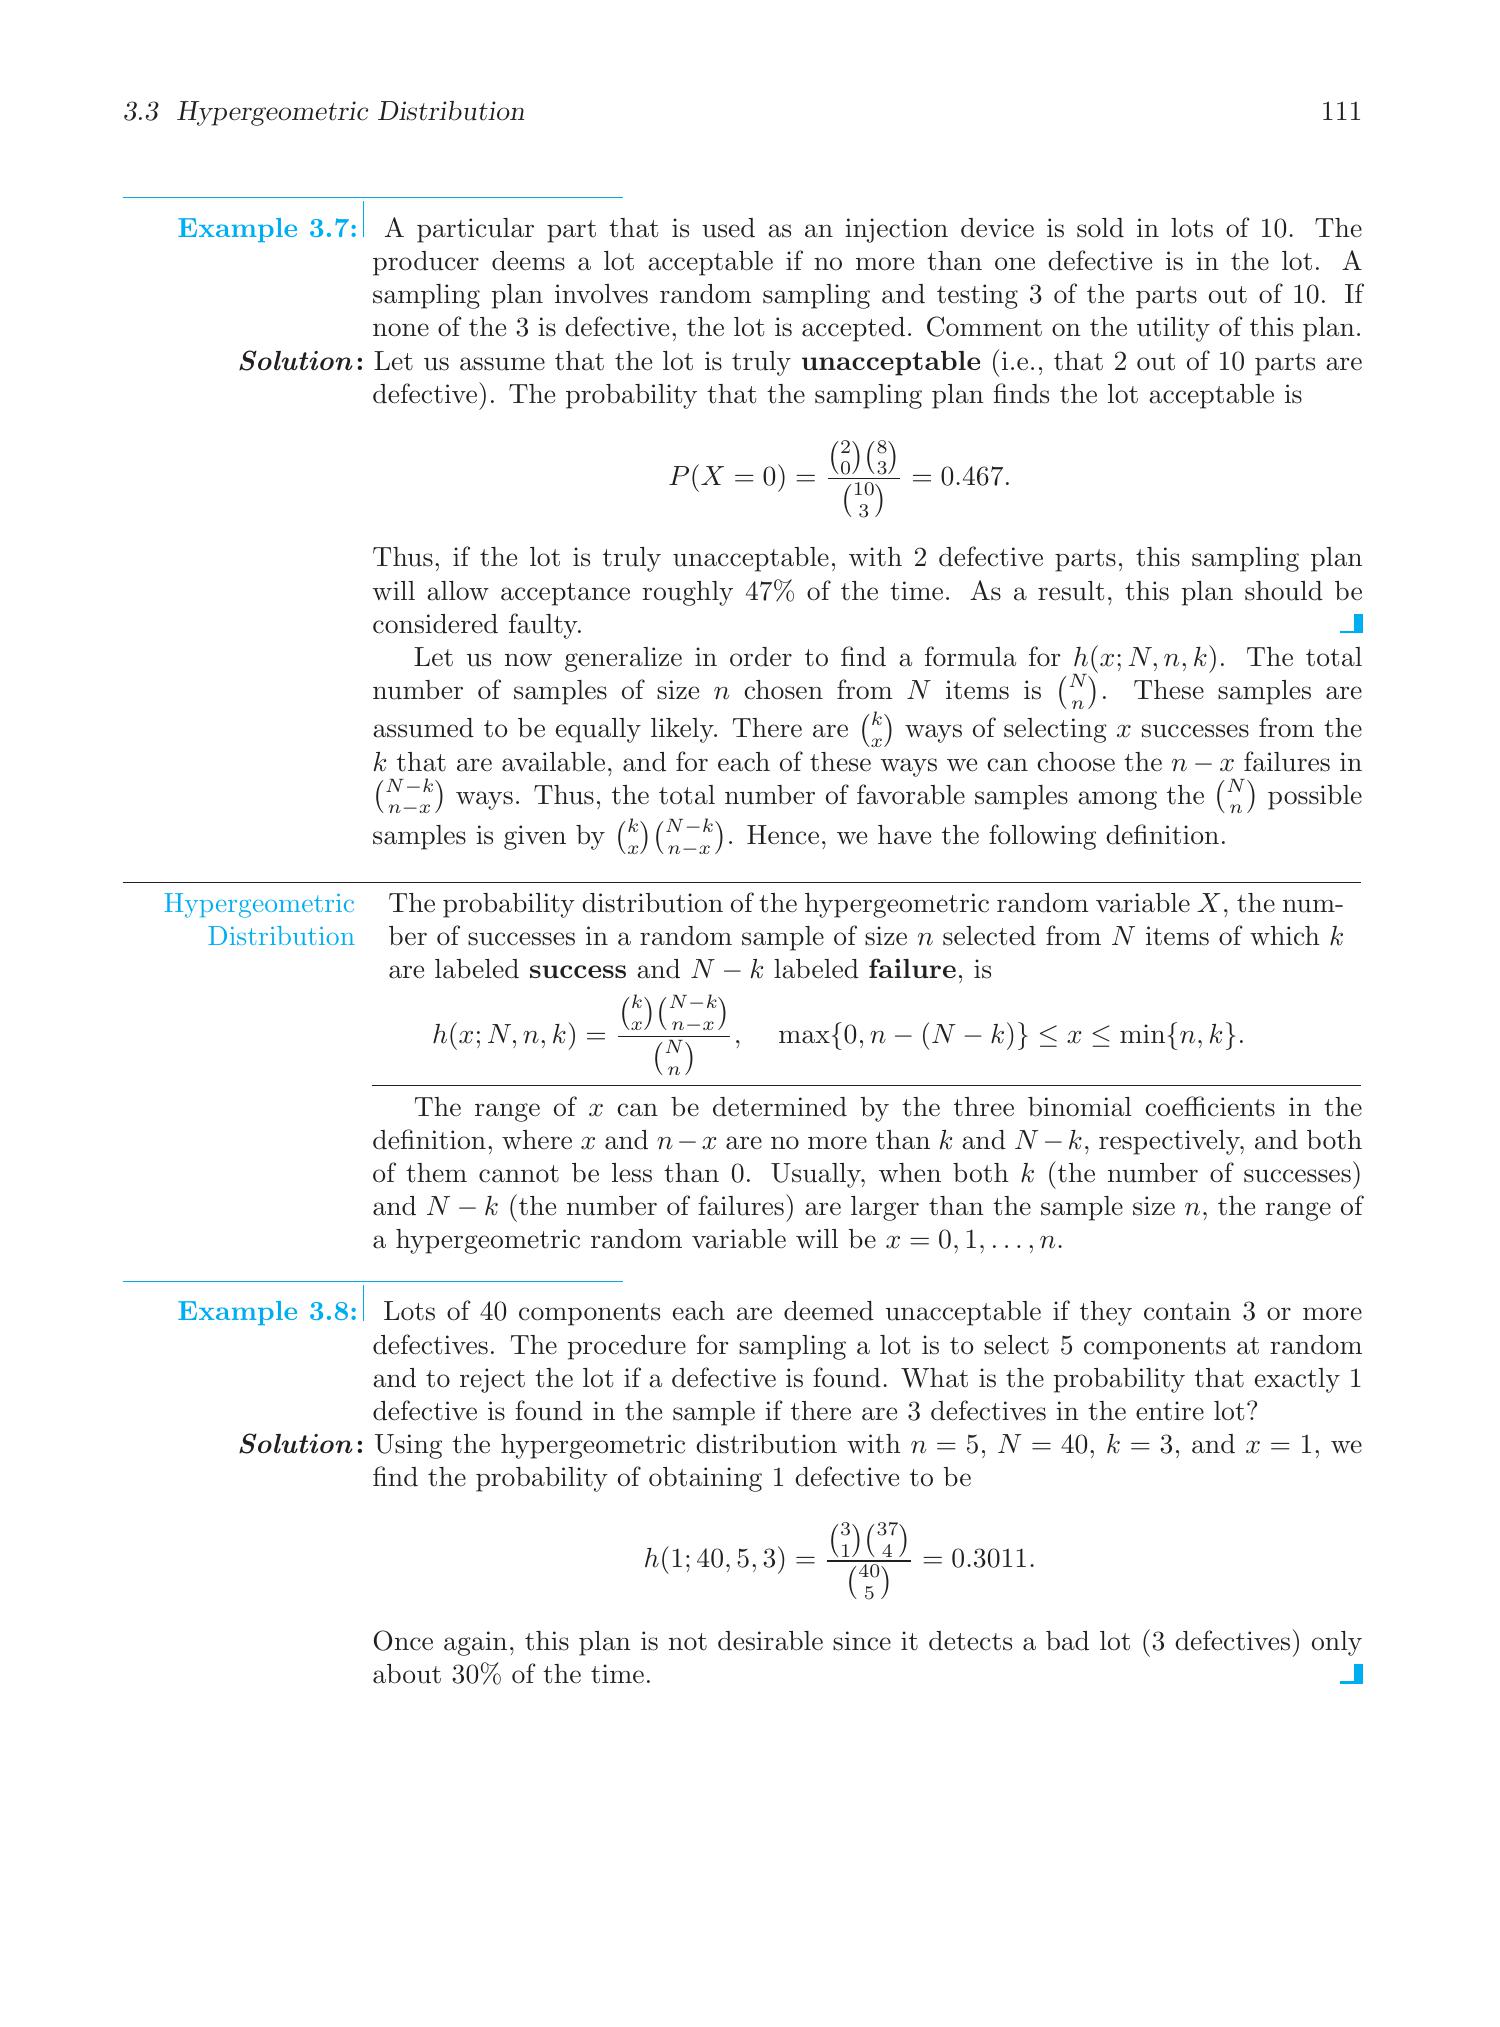 3.3 Hypergeometric Distribution 111
Example 3.7: A particular part that is used as an injection device is sold in lots of 10. The
producer deems a lot acceptable if no more than one defective is in the lot. A
sampling plan involves random sampling and testing 3 of the parts out of 10. If
none of the 3 is defective, the lot is accepted. Comment on the utility of this plan.
Solution: Let us assume that the lot is truly unacceptable (i.e., that 2 out of 10 parts are
defective). The probability that the sampling plan finds the lot acceptable is
P(X = 0) = \frac{\binom{2}{0}\binom{8}{3}}{\binom{10}{3}} = 0.467.
Thus, if the lot is truly unacceptable, with 2 defective parts, this sampling plan
will allow acceptance roughly 47% of the time. As a result, this plan should be
considered faulty.
Let us now generalize in order to find a formula for h(x; N, n, k). The total
number of samples of size n chosen from N items is \binom{N}{n}. These samples are
assumed to be equally likely. There are \binom{k}{x} ways of selecting x successes from the
k that are available, and for each of these ways we can choose the n − x failures in
\binom{N−k}{n−x} ways. Thus, the total number of favorable samples among the \binom{N}{n} possible
samples is given by \binom{k}{x}\binom{N−k}{n−x}. Hence, we have the following definition.
Hypergeometric
Distribution
The probability distribution of the hypergeometric random variable X, the num-
ber of successes in a random sample of size n selected from N items of which k
are labeled success and N − k labeled failure, is
h(x; N, n, k) = \frac{\binom{k}{x}\binom{N−k}{n−x}}{\binom{N}{n}}, max{0, n − (N − k)} ≤ x ≤ min{n, k}.
The range of x can be determined by the three binomial coefficients in the
definition, where x and n − x are no more than k and N − k, respectively, and both
of them cannot be less than 0. Usually, when both k (the number of successes)
and N − k (the number of failures) are larger than the sample size n, the range of
a hypergeometric random variable will be x = 0, 1, . . . , n.
Example 3.8: Lots of 40 components each are deemed unacceptable if they contain 3 or more
defectives. The procedure for sampling a lot is to select 5 components at random
and to reject the lot if a defective is found. What is the probability that exactly 1
defective is found in the sample if there are 3 defectives in the entire lot?
Solution: Using the hypergeometric distribution with n = 5, N = 40, k = 3, and x = 1, we
find the probability of obtaining 1 defective to be
h(1; 40, 5, 3) = \frac{\binom{3}{1}\binom{37}{4}}{\binom{40}{5}} = 0.3011.
Once again, this plan is not desirable since it detects a bad lot (3 defectives) only
about 30% of the time.